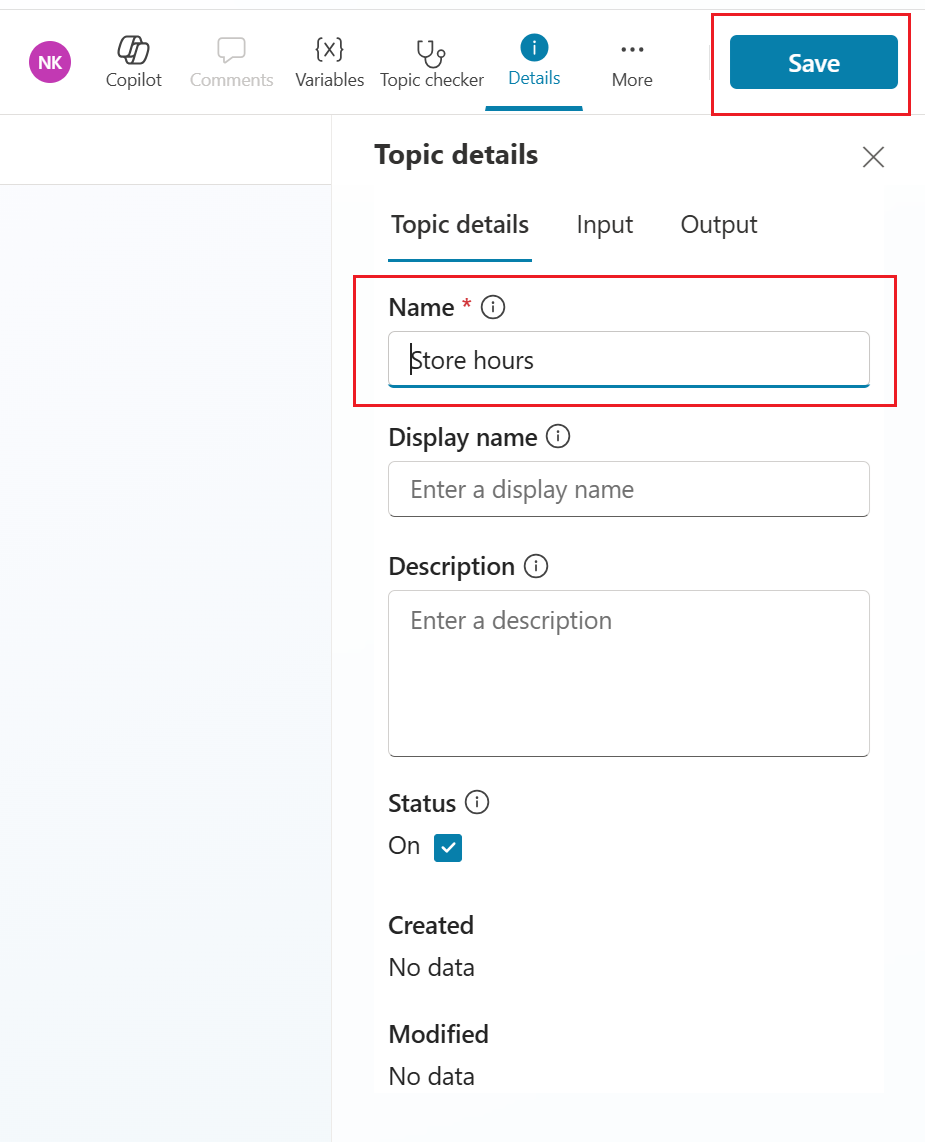 NK
Copilot
Comments
{x}
Variables
Topic checker
Details
More
Save
Topic details
Topic details Input Output
Name *
Store hours
Display name
Enter a display name
Description
Enter a description
Status
On
Created
No data
Modified
No data